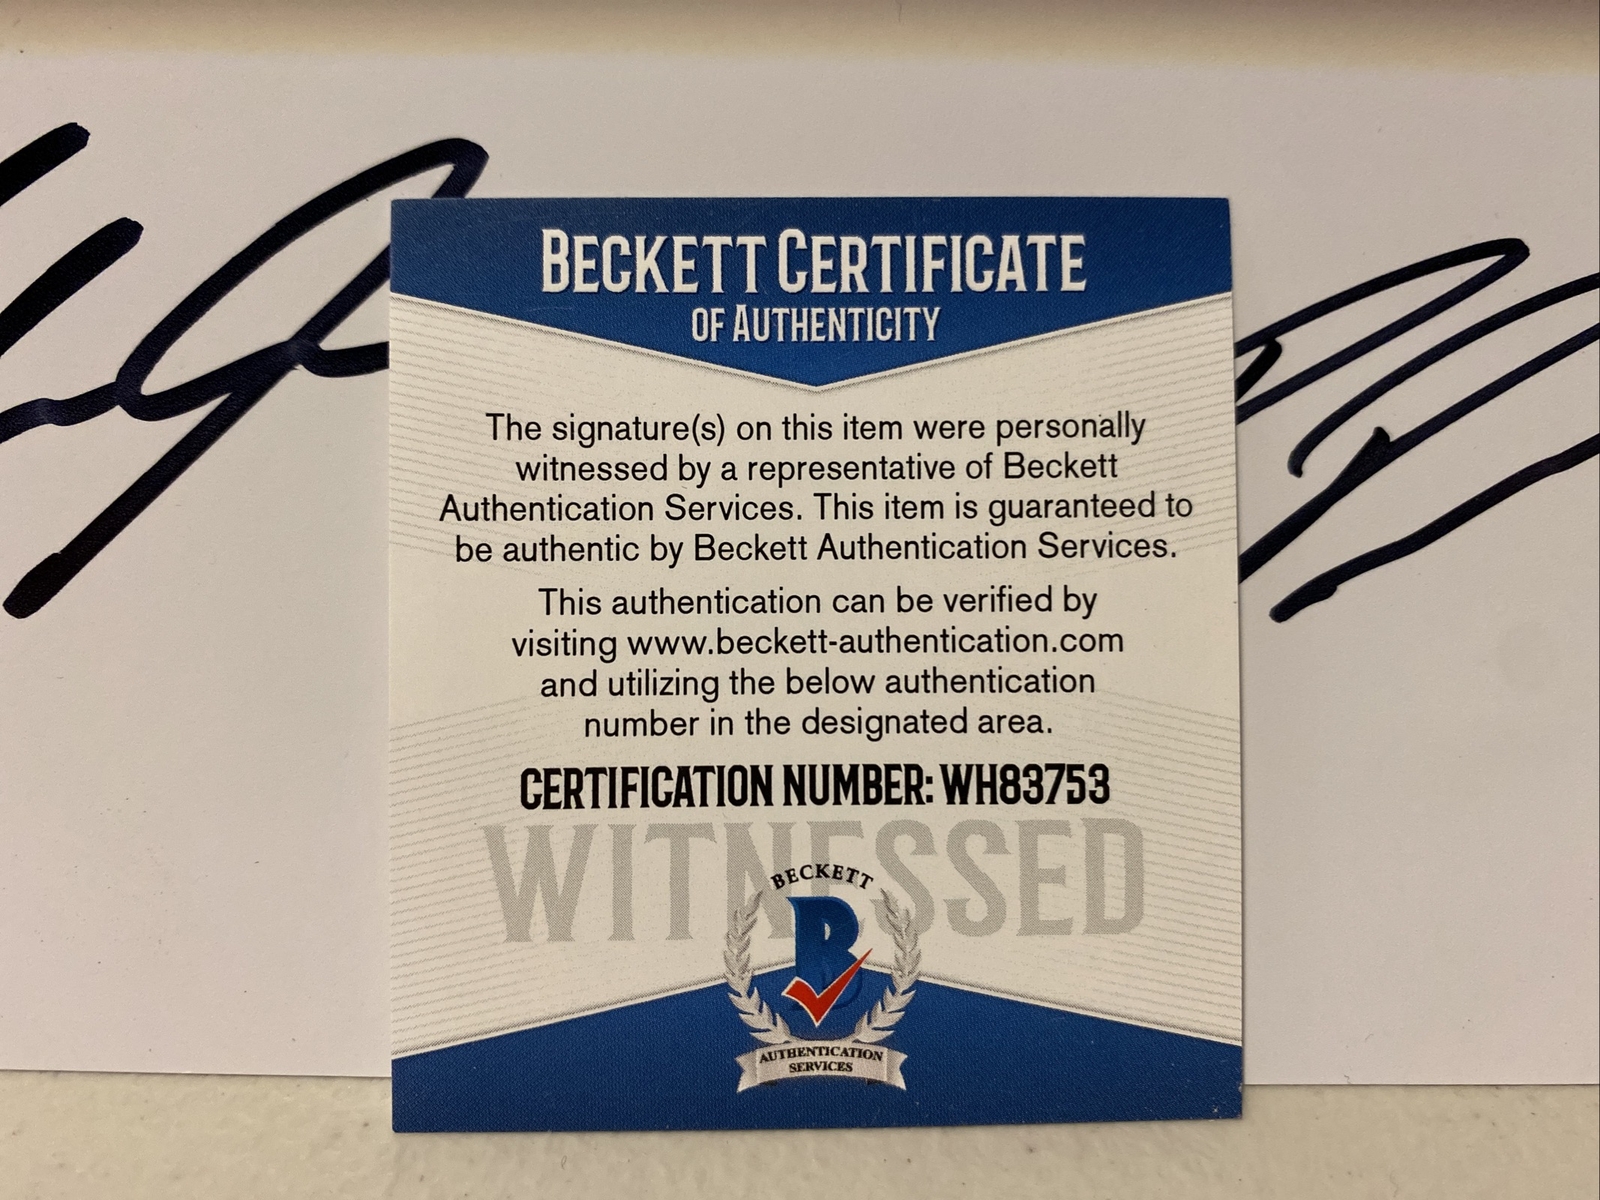 BECKETT CERTIFICATE
OF AUTHENTICITY
The signature(s) on this item were personally
witnessed by a representative of Beckett
Authentication Services. This item is guaranteed to
be authentic by Beckett Authentication Services.
This authentication can be verified by
visiting www.beckett-authentication.com
and utilizing the below authentication
number in the designated area.
CERTIFICATION NUMBER: WH83753
WITNESSED
BECKETT
B
AUTHENTICATION
SERVICES